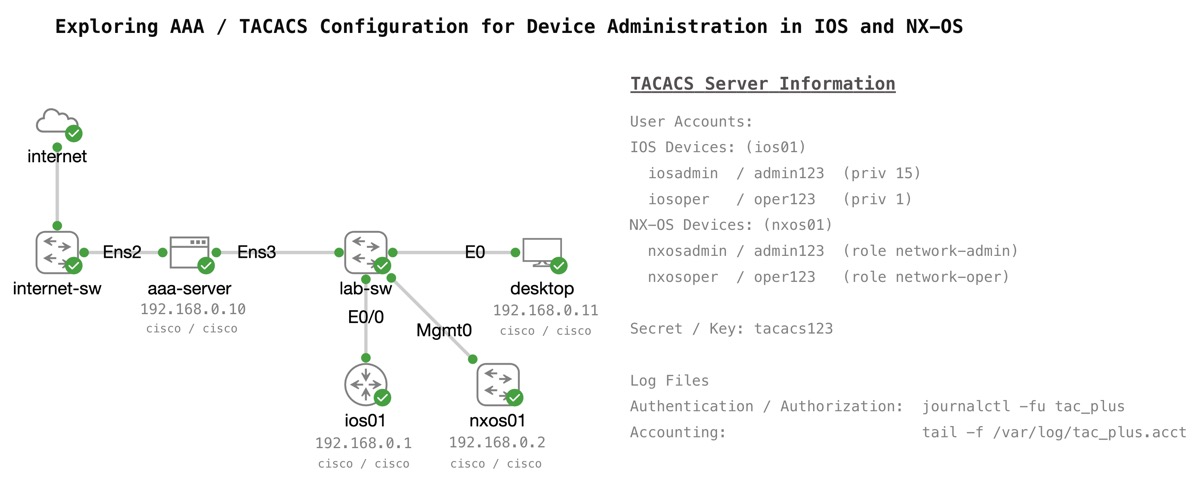 Exploring AAA / TACACS Configuration for Device Administration in IOS and NX-OS
internet
Ens2
Ens3
E0
internet-sw
aaa-server
192.168.0.10
cisco / cisco
lab-sw
desktop
192.168.0.11
cisco / cisco
E0/0
Mgmt0
ios01
192.168.0.1
cisco / cisco
nxos01
192.168.0.2
cisco / cisco
TACACS Server Information
User Accounts:
IOS Devices: (ios01)
iosadmin / admin123 (priv 15)
iosoper / oper123 (priv 1)
NX-OS Devices: (nxos01)
nxosadmin / admin123 (role network-admin)
nxosoper / oper123 (role network-oper)
Secret / Key: tacacs123
Log Files
Authentication / Authorization: journalctl -fu tac_plus
Accounting: tail -f /var/log/tac_plus.acct